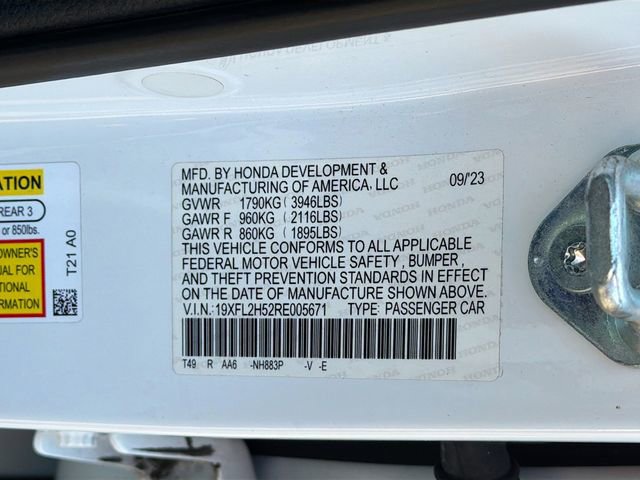 ATION
REAR 3
or 850lbs.
OWNER'S
UAL FOR
TIONAL
ORMATION
T21 A0
MFD. BY HONDA DEVELOPMENT &
MANUFACTURING OF AMERICA, LLC 09/'23
GVWR 1790KG ( 3946LBS)
GAWR F 960KG ( 2116LBS)
GAWR R 860KG ( 1895LBS)
THIS VEHICLE CONFORMS TO ALL APPLICABLE
FEDERAL MOTOR VEHICLE SAFETY , BUMPER,
AND THEFT PREVENTION STANDARDS IN EFFECT
ON THE DATE OF MANUFACTURE SHOWN ABOVE.
V.I.N.: 19XFL2H52RE005671 TYPE: PASSENGER CAR
T49 R AA6 -NH883P -V -E